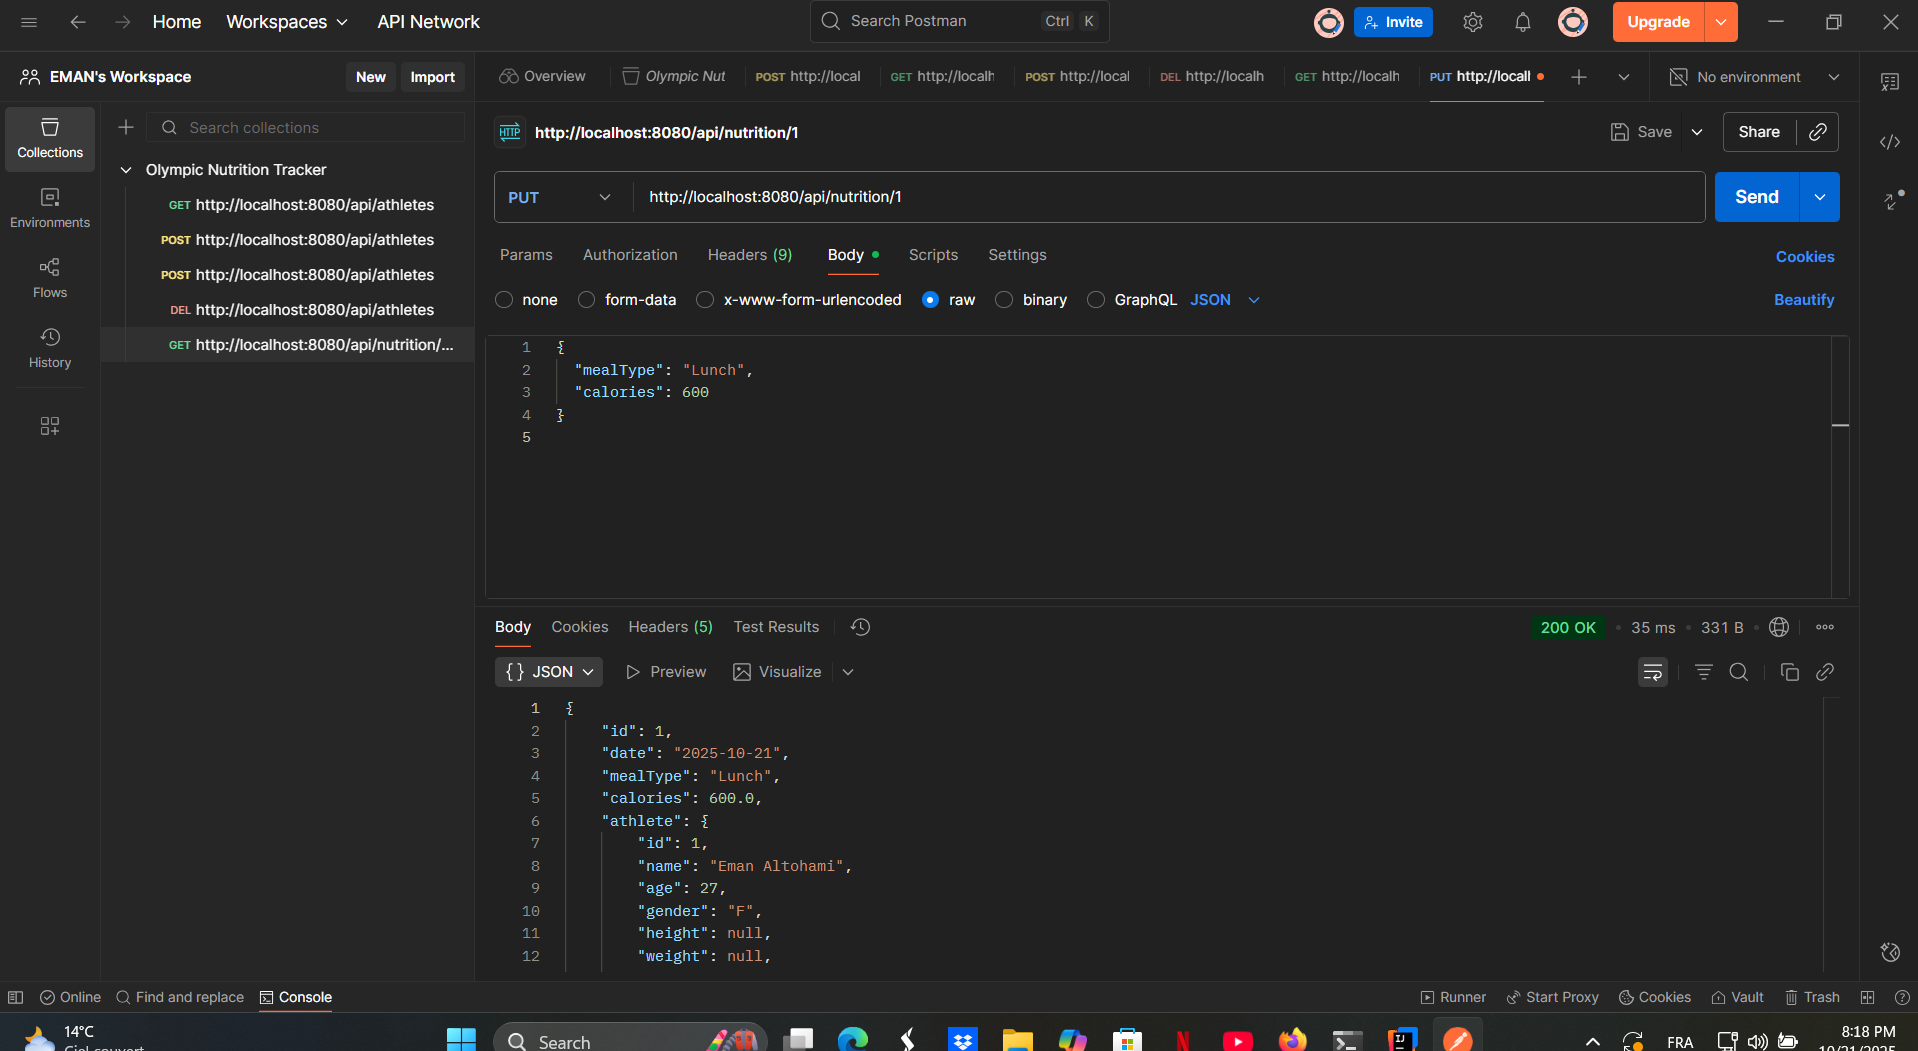 Home Workspaces API Network Search Postman Ctrl K Invite Upgrade
EMAN's Workspace New Import Overview Olympic Nut POST http://local GET http://localh POST http://local DEL http://localh GET http://localh PUT http://locall No environment
Collections
Environments
Flows
History
Search collections
Olympic Nutrition Tracker
GET http://localhost:8080/api/athletes
POST http://localhost:8080/api/athletes
POST http://localhost:8080/api/athletes
DEL http://localhost:8080/api/athletes
GET http://localhost:8080/api/nutrition/...
HTTP http://localhost:8080/api/nutrition/1 Save Share
PUT http://localhost:8080/api/nutrition/1 Send
Params Authorization Headers (9) Body Scripts Settings Cookies
none form-data x-www-form-urlencoded raw binary GraphQL JSON Beautify
1 {
2 "mealType": "Lunch",
3 "calories": 600
4 }
5
Body Cookies Headers (5) Test Results 200 OK • 35 ms • 331 B •
{} JSON Preview Visualize
1 {
2 "id": 1,
3 "date": "2025-10-21",
4 "mealType": "Lunch",
5 "calories": 600.0,
6 "athlete": {
7 "id": 1,
8 "name": "Eman Altohami",
9 "age": 27,
10 "gender": "F",
11 "height": null,
12 "weight": null,
Online Find and replace Console Runner Start Proxy Cookies Vault Trash
14°C
Ciel couvert
Search
FRA
8:18 PM
10/21/2025